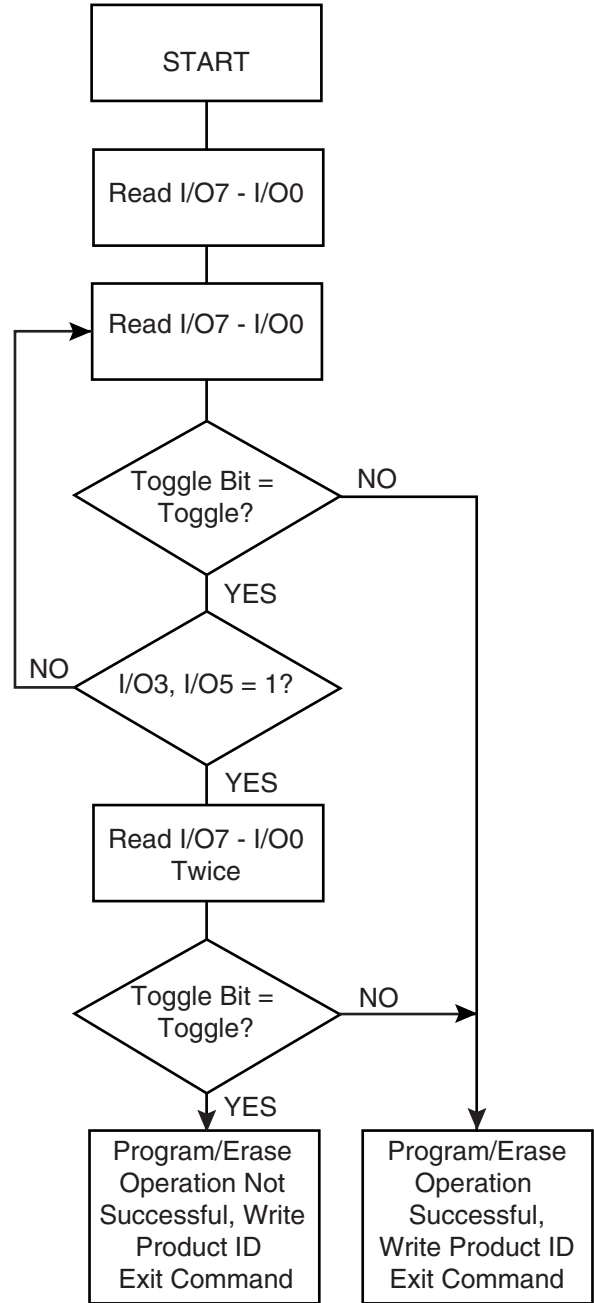 START
Read I/O7 - I/O0
Read I/O7 - I/O0
Toggle Bit =
Toggle?
NO
YES
NO
I/O3, I/O5 = 1?
YES
Read I/O7 - I/O0
Twice
Toggle Bit =
Toggle?
NO
YES
Program/Erase
Operation Not
Successful, Write
Product ID
Exit Command
Program/Erase
Operation
Successful,
Write Product ID
Exit Command